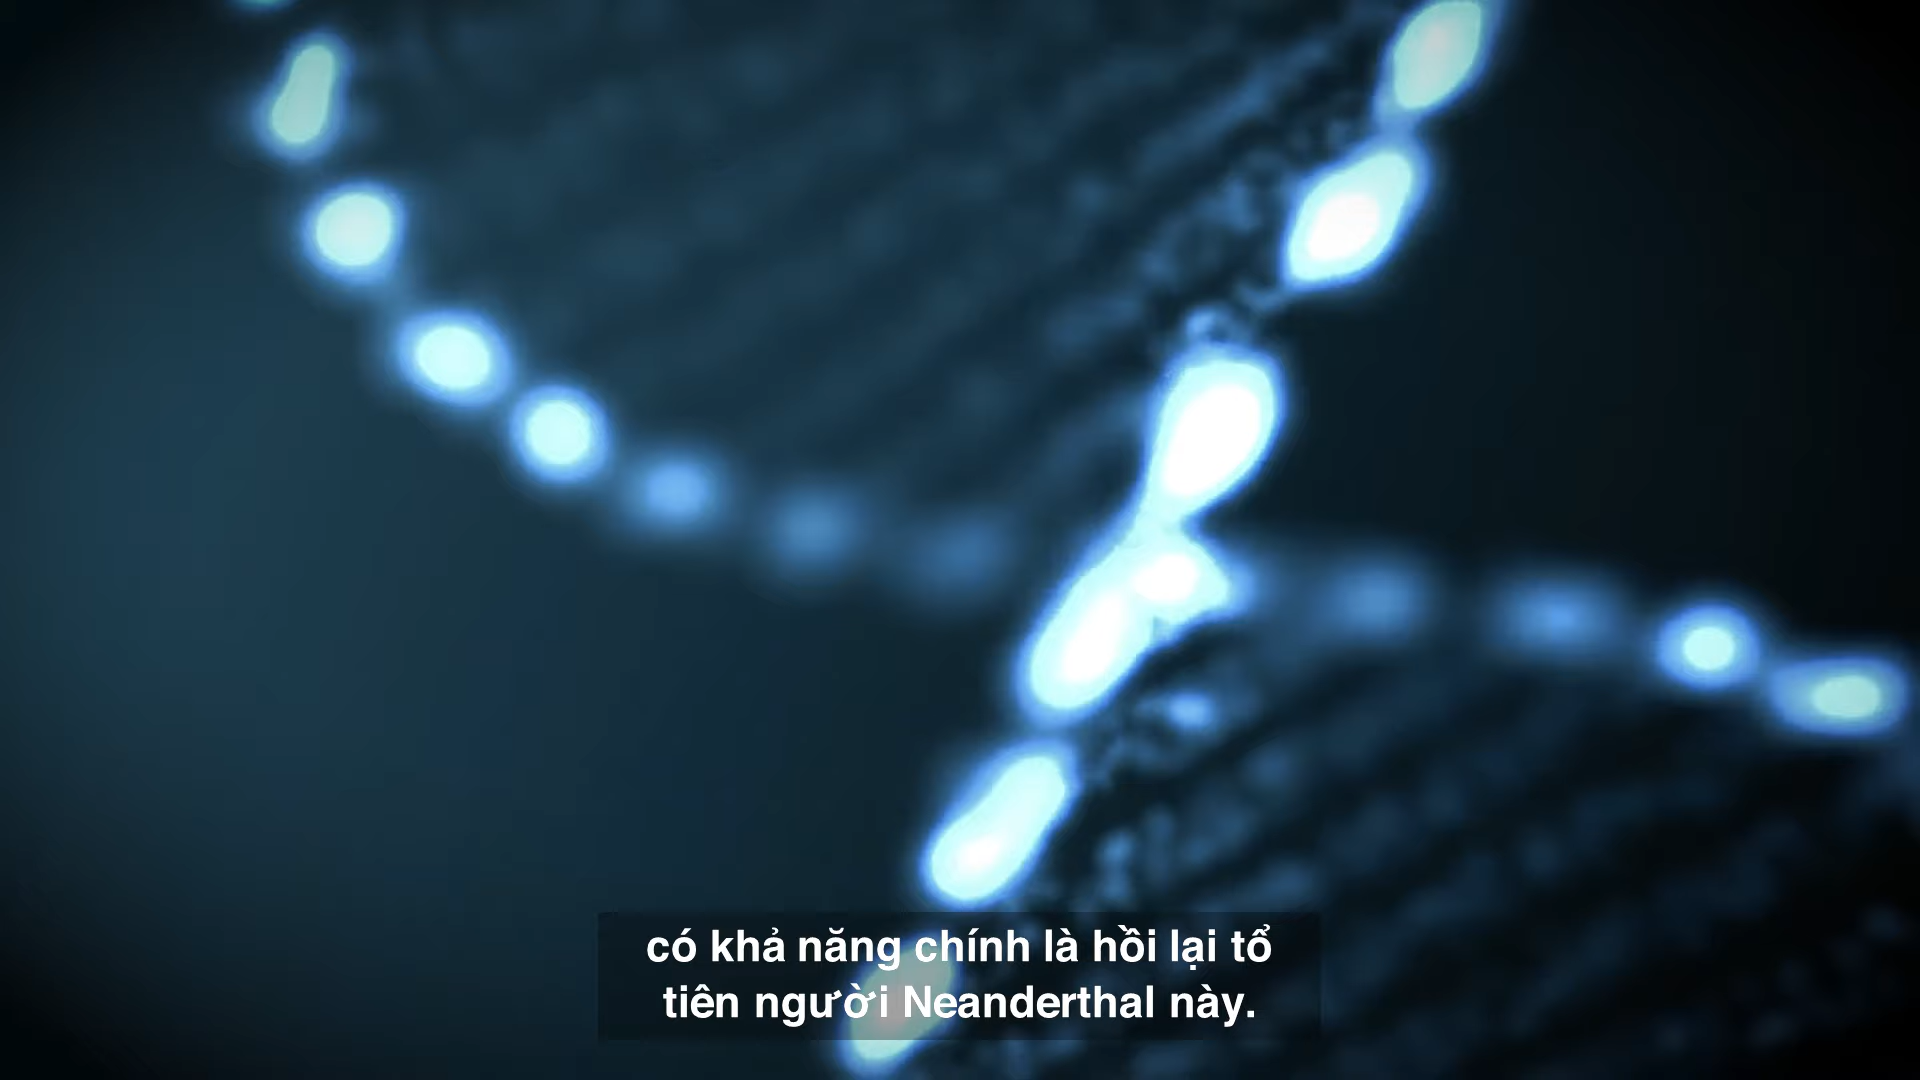 có khả năng chính là hồi lại tổ
tiên người Neanderthal này.